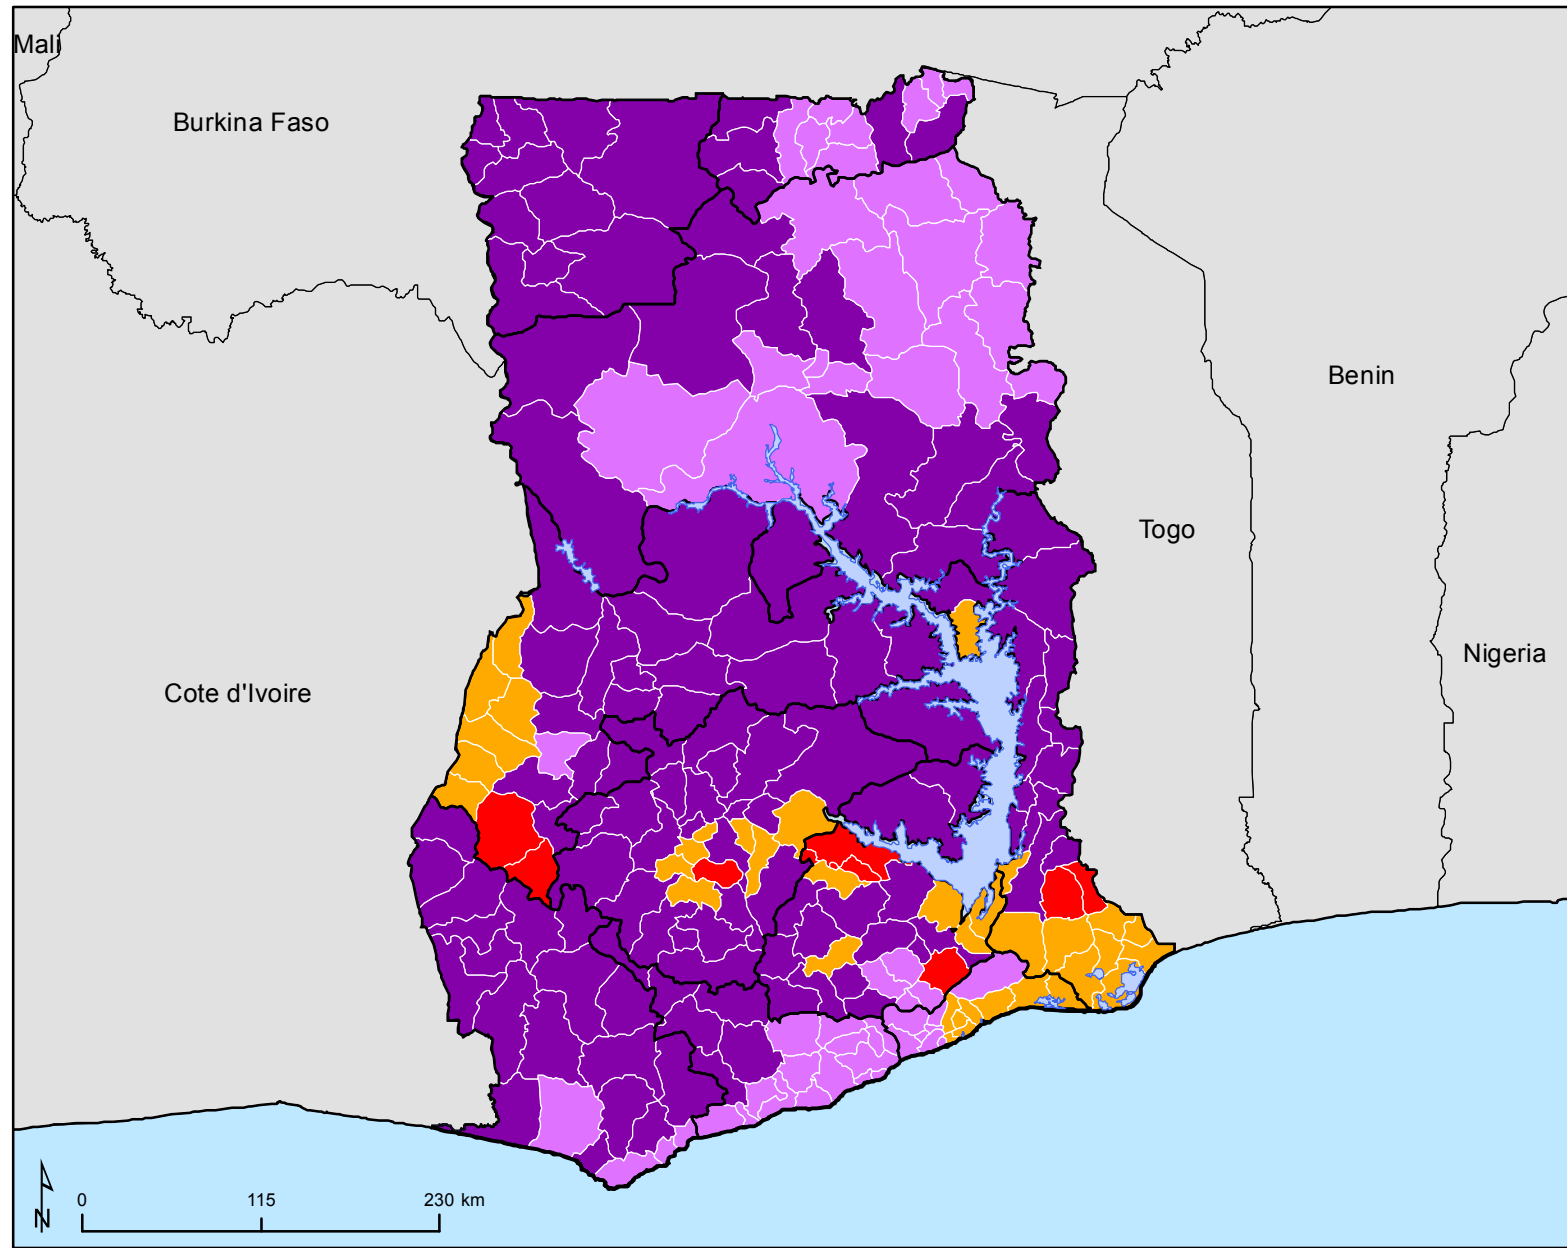 Mali
Burkina Faso
Benin
Togo
Nigeria
Cote d'Ivoire
N
0 115 230 km